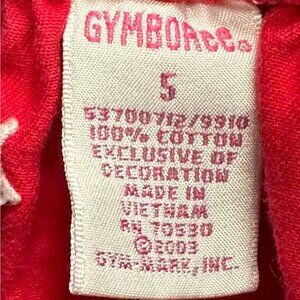 GYMBORee®
5
53700712/9910
100% COTTON
EXCLUSIVE OF
DECORATION
MADE IN
VIETNAM
RN 70530
©2003
GYM-MARK, INC.